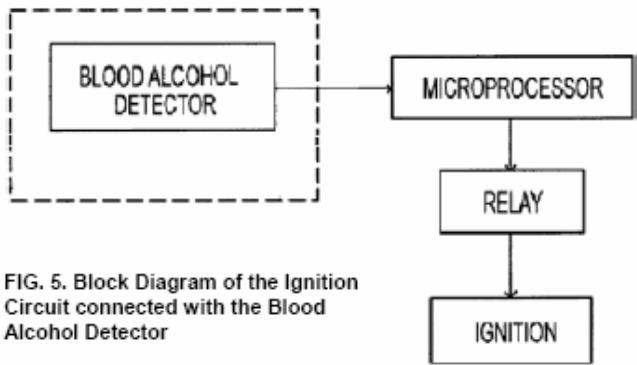 BLOOD ALCOHOL
DETECTOR
MICROPROCESSOR
RELAY
IGNITION
FIG. 5. Block Diagram of the Ignition
Circuit connected with the Blood
Alcohol Detector